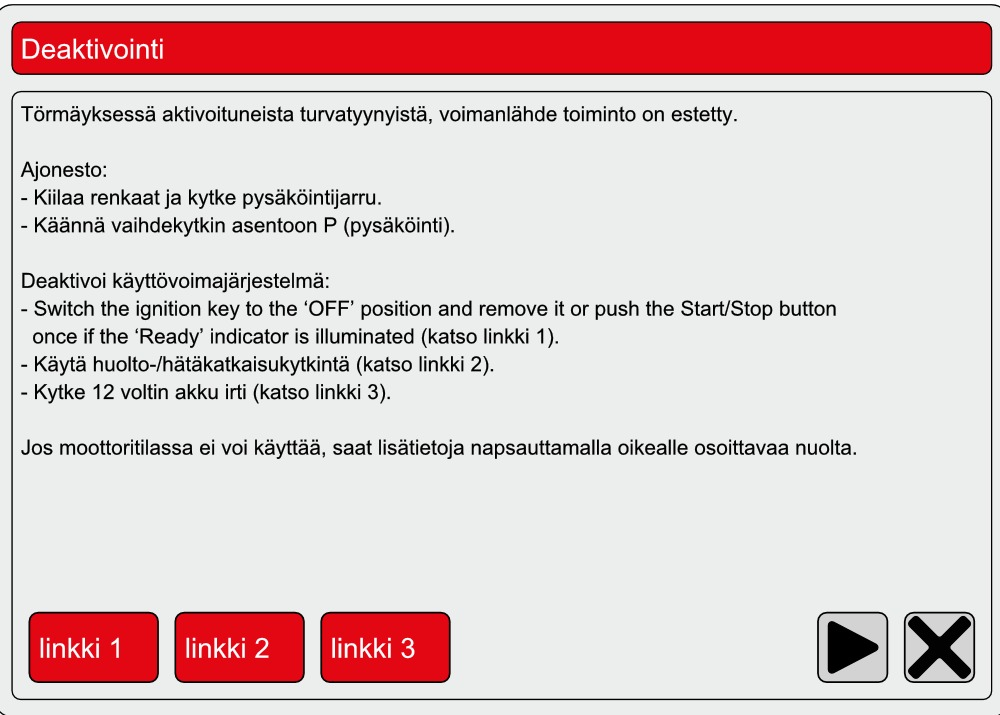 Deaktivointi
Törmäyksessä aktivoituneista turvatyynyistä, voimanlähde toiminto on estetty.
Ajonesto:
- Kiilaa renkaat ja kytke pysäköintijarru.
- Käännä vaihdekytkin asentoon P (pysäköinti).
Deaktivoi käyttövoimajärjestelmä:
- Switch the ignition key to the ‘OFF’ position and remove it or push the Start/Stop button
once if the ‘Ready’ indicator is illuminated (katso linkki 1).
- Käytä huolto-/hätäkatkaisukytkintä (katso linkki 2).
- Kytke 12 voltin akku irti (katso linkki 3).
Jos moottoritilassa ei voi käyttää, saat lisätietoja napsauttamalla oikealle osoittavaa nuolta.
linkki 1 linkki 2 linkki 3